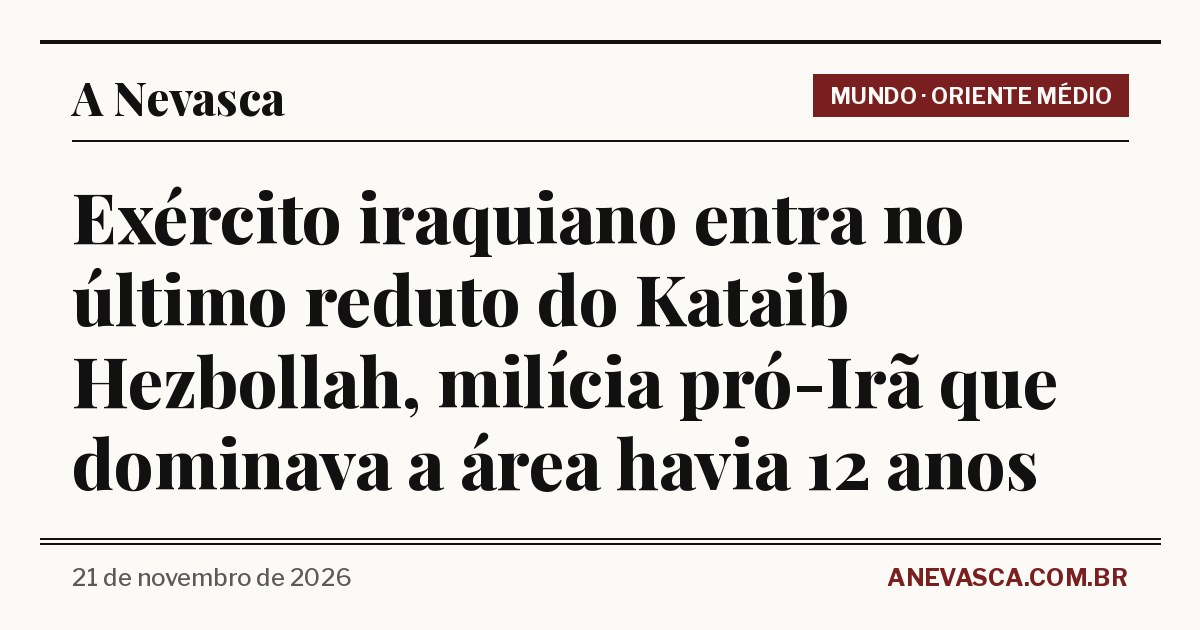 A Nevasca
MUNDO · ORIENTE MÉDIO
Exército iraquiano entra no
último reduto do Kataib
Hezbollah, milícia pró-Irã que
dominava a área havia 12 anos
21 de novembro de 2026
ANEVASCA.COM.BR